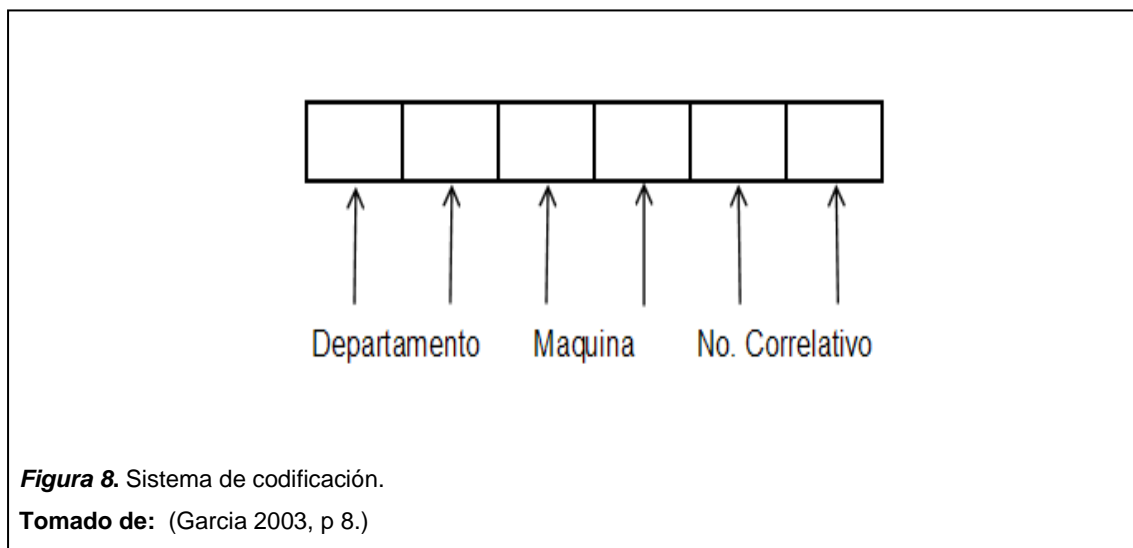 Departamento Maquina No. Correlativo
Figura 8. Sistema de codificación.
Tomado de: (Garcia 2003, p 8.)